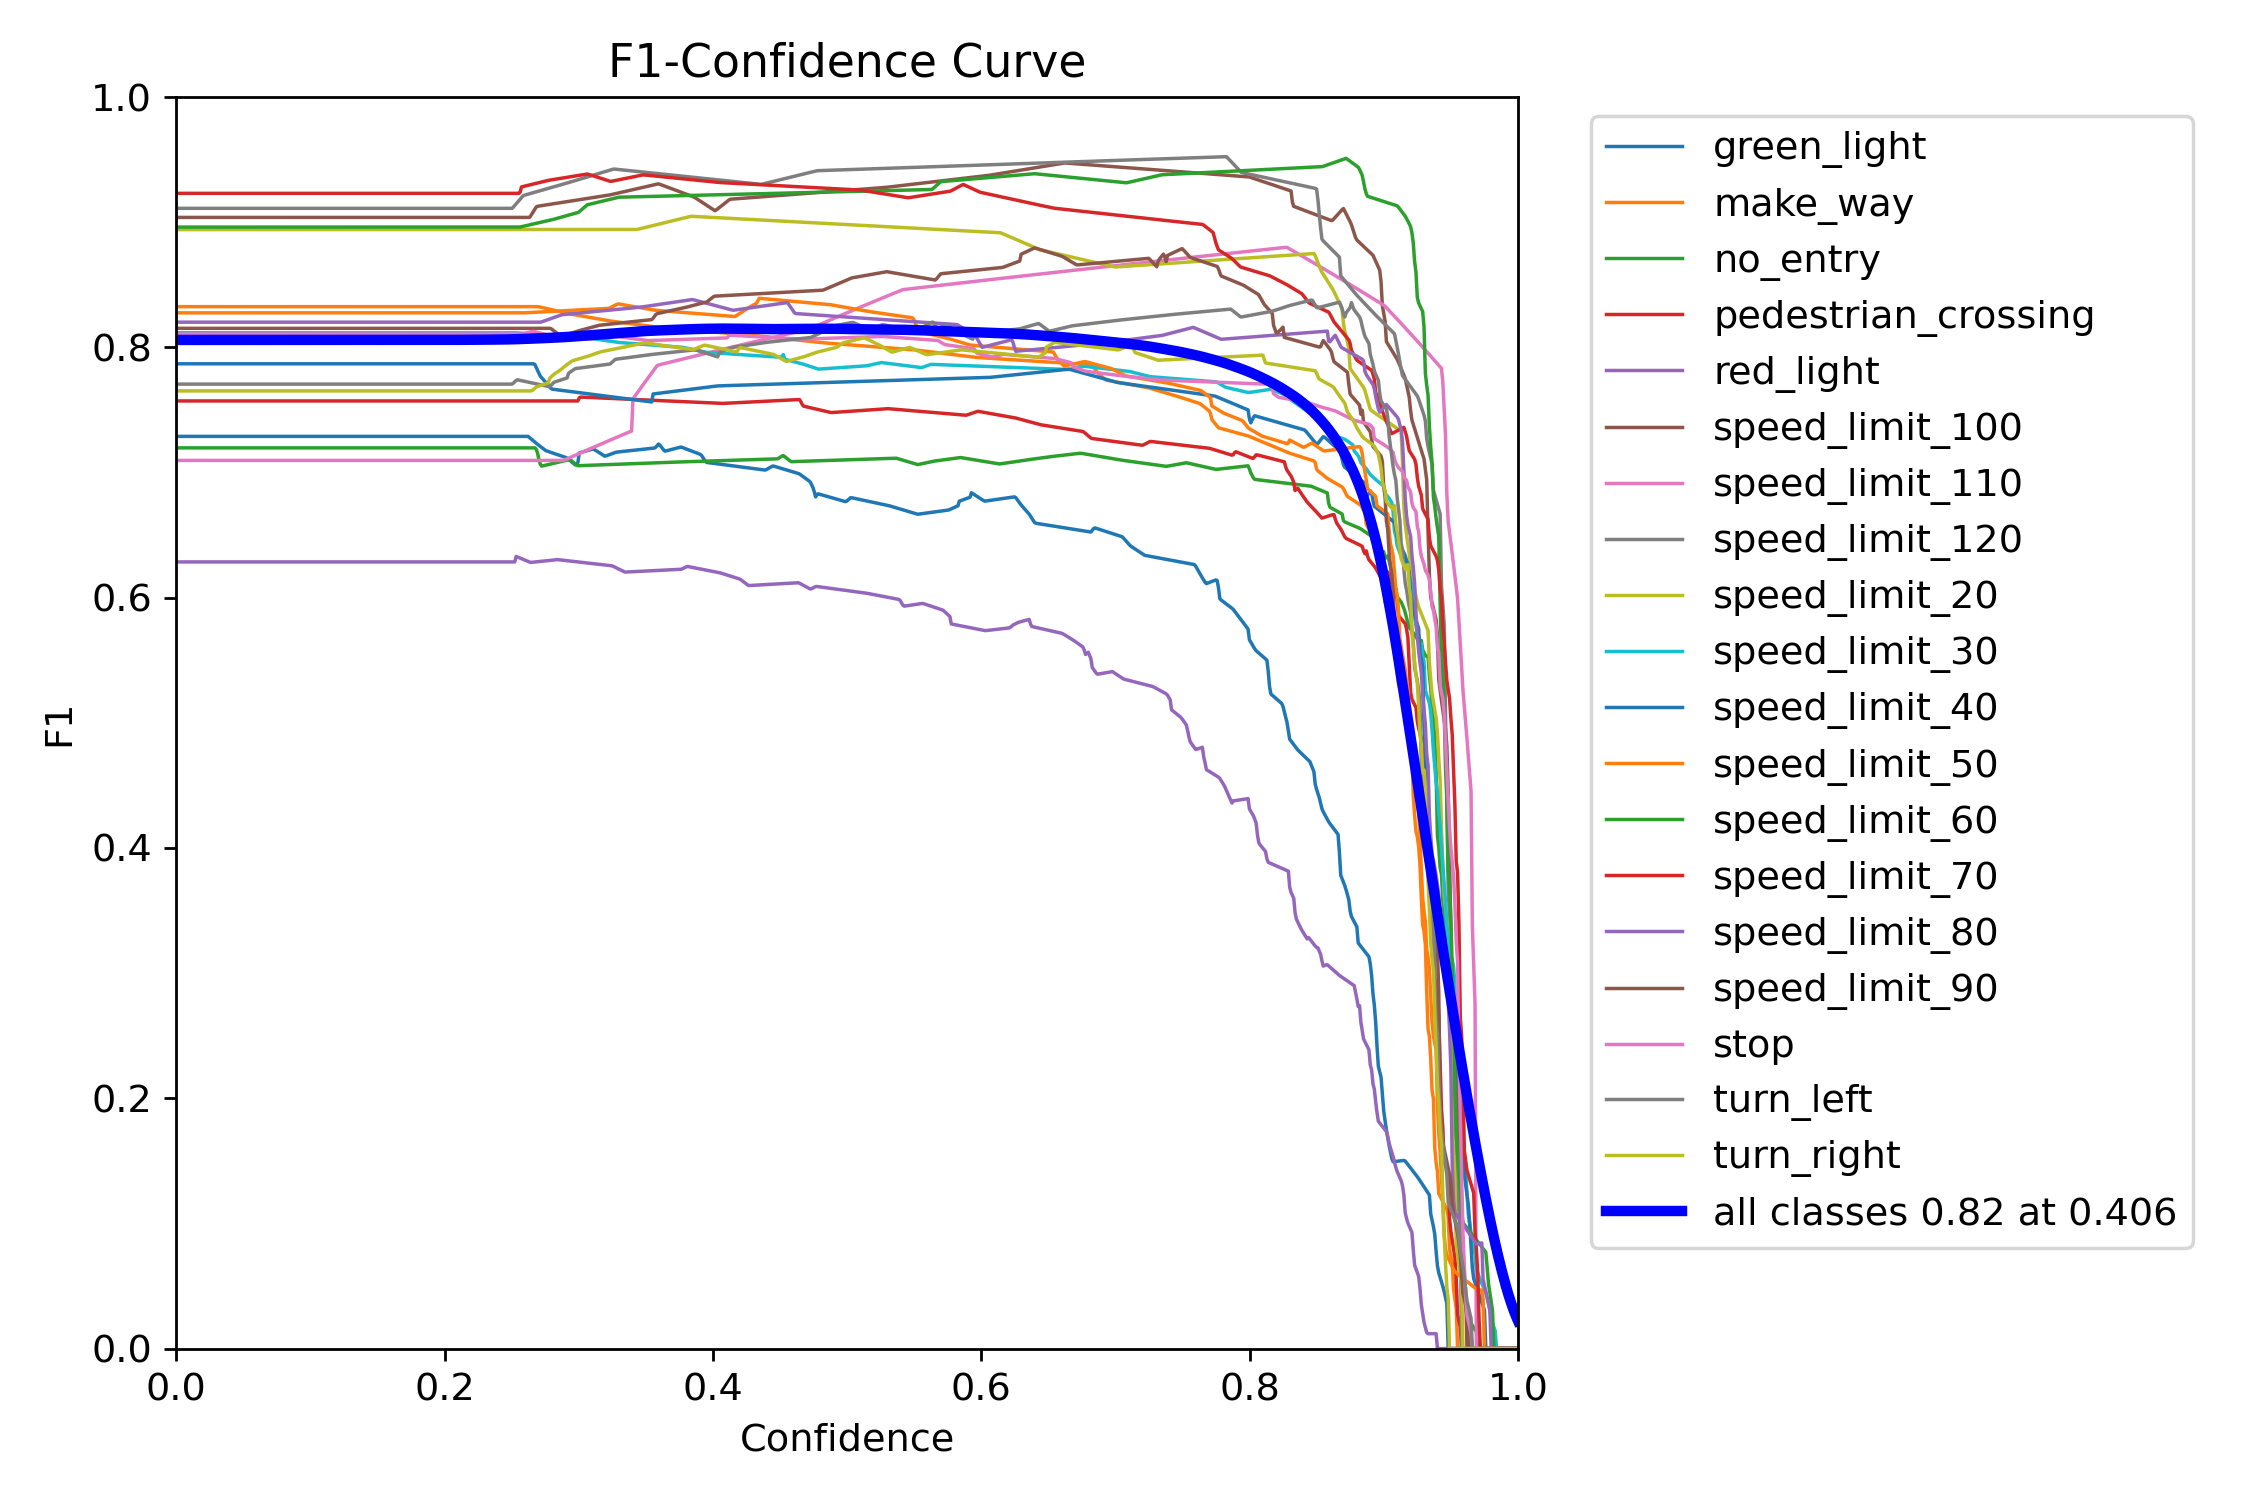 F1-Confidence Curve
1.0
0.8
0.6
0.4
0.2
0.0
F1
0.0 0.2 0.4 0.6 0.8 1.0
Confidence
green_light
make_way
no_entry
pedestrian_crossing
red_light
speed_limit_100
speed_limit_110
speed_limit_120
speed_limit_20
speed_limit_30
speed_limit_40
speed_limit_50
speed_limit_60
speed_limit_70
speed_limit_80
speed_limit_90
stop
turn_left
turn_right
all classes 0.82 at 0.406